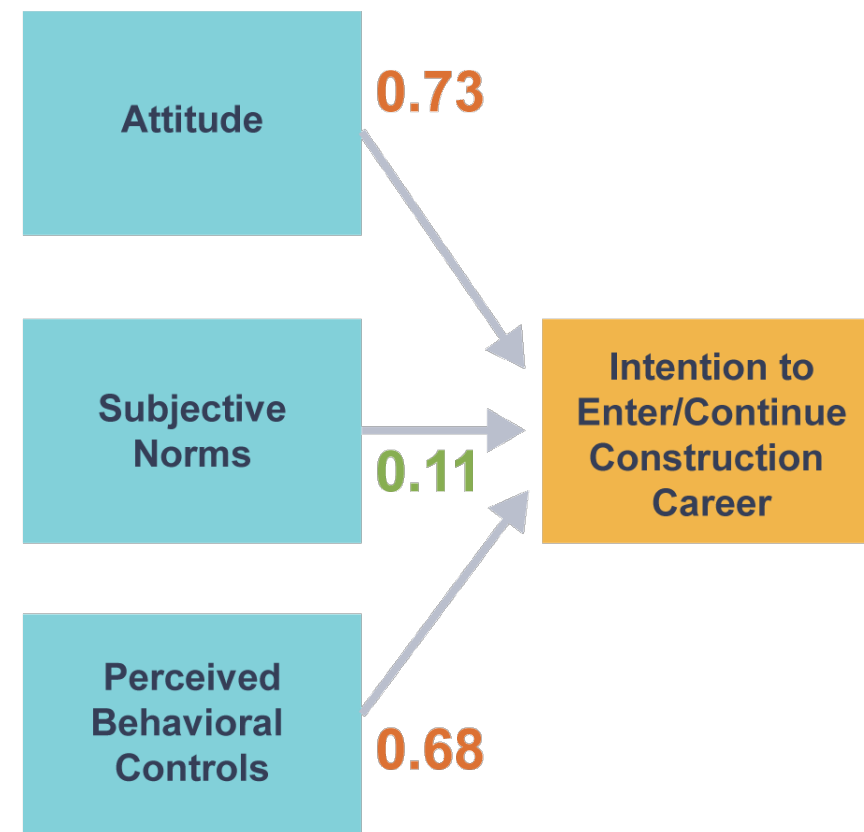 Attitude
0.73
Subjective
Norms
0.11
Intention to
Enter/Continue
Construction
Career
Perceived
Behavioral
Controls
0.68